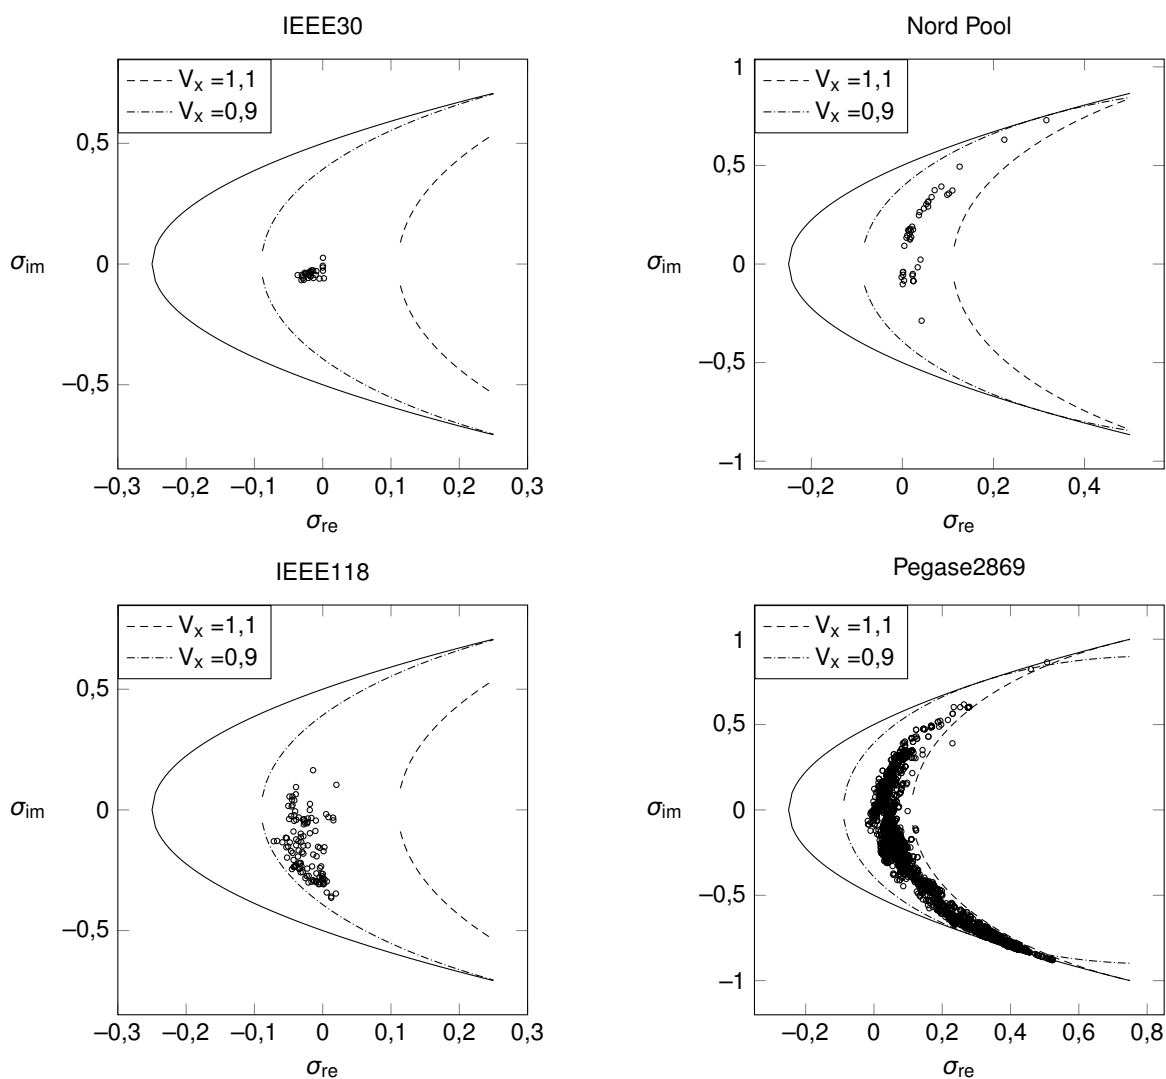 IEEE30
V_x =1,1
V_x =0,9
0,5
0
–0,5
σ_im
–0,3 –0,2 –0,1 0 0,1 0,2 0,3
σ_re
Nord Pool
V_x =1,1
V_x =0,9
1
0,5
0
–0,5
–1
σ_im
–0,2 0 0,2 0,4
σ_re
IEEE118
V_x =1,1
V_x =0,9
0,5
0
–0,5
σ_im
–0,3 –0,2 –0,1 0 0,1 0,2 0,3
σ_re
Pegase2869
V_x =1,1
V_x =0,9
1
0,5
0
–0,5
–1
σ_im
–0,2 0 0,2 0,4 0,6 0,8
σ_re